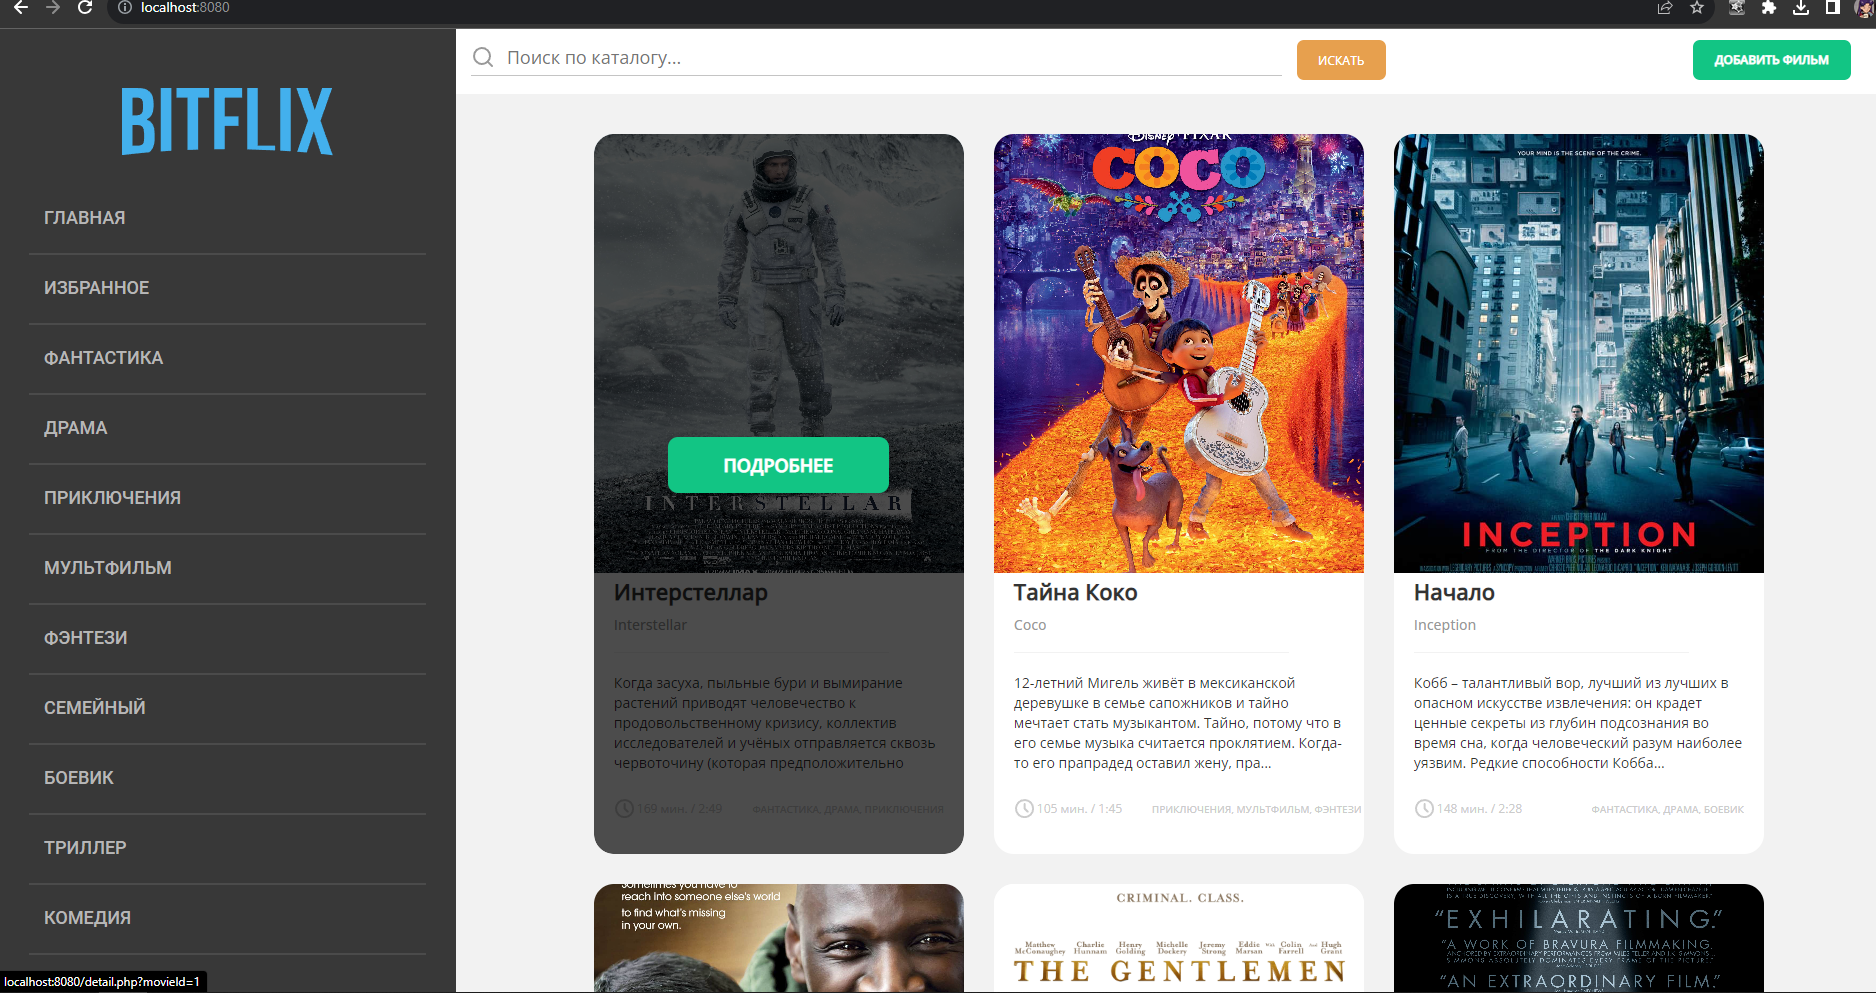 localhost:8080
BITFLIX
ГЛАВНАЯ
ИЗБРАННОЕ
ФАНТАСТИКА
ДРАМА
ПРИКЛЮЧЕНИЯ
МУЛЬТФИЛЬМ
ФЭНТЕЗИ
СЕМЕЙНЫЙ
БОЕВИК
ТРИЛЛЕР
КОМЕДИЯ
localhost:8080/detail.php?movieId=1
Поиск по каталогу...
ИСКАТЬ
ДОБАВИТЬ ФИЛЬМ
ПОДРОБНЕЕ
INTERSTELLAR
Интерстеллар
Interstellar
Когда засуха, пыльные бури и вымирание
растений приводят человечество к
продовольственному кризису, коллектив
исследователей и учёных отправляется сквозь
червоточину (которая предположительно
169 мин. / 2:49
ФАНТАСТИКА, ДРАМА, ПРИКЛЮЧЕНИЯ
DISNEY PIXAR
COCO
Тайна Коко
Coco
12-летний Мигель живёт в мексиканской
деревушке в семье сапожников и тайно
мечтает стать музыкантом. Тайно, потому что в
его семье музыка считается проклятием. Когда-
то его прапрадед оставил жену, пра...
105 мин. / 1:45
ПРИКЛЮЧЕНИЯ, МУЛЬТФИЛЬМ, ФЭНТЕЗИ
YOUR MIND IS THE SCENE OF THE CRIME.
INCEPTION
FROM THE DIRECTOR OF THE DARK KNIGHT
Начало
Inception
Кобб – талантливый вор, лучший из лучших в
опасном искусстве извлечения: он крадет
ценные секреты из глубин подсознания во
время сна, когда человеческий разум наиболее
уязвим. Редкие способности Кобба...
148 мин. / 2:28
ФАНТАСТИКА, ДРАМА, БОЕВИК
Sometimes you have to
reach into someone else's world
to find what's missing
in your own.
CRIMINAL. CLASS.
Matthew McConaughey
Charlie Hunnam
Henry Golding
Michelle Dockery
Jeremy Strong
Eddie Marsan
With
Colin Farrell
And
Hugh Grant
THE GENTLEMEN
"EXHILARATING."
"A WORK OF BRAVURA FILMMAKING.
"AN EXTRAORDINARY FILM."